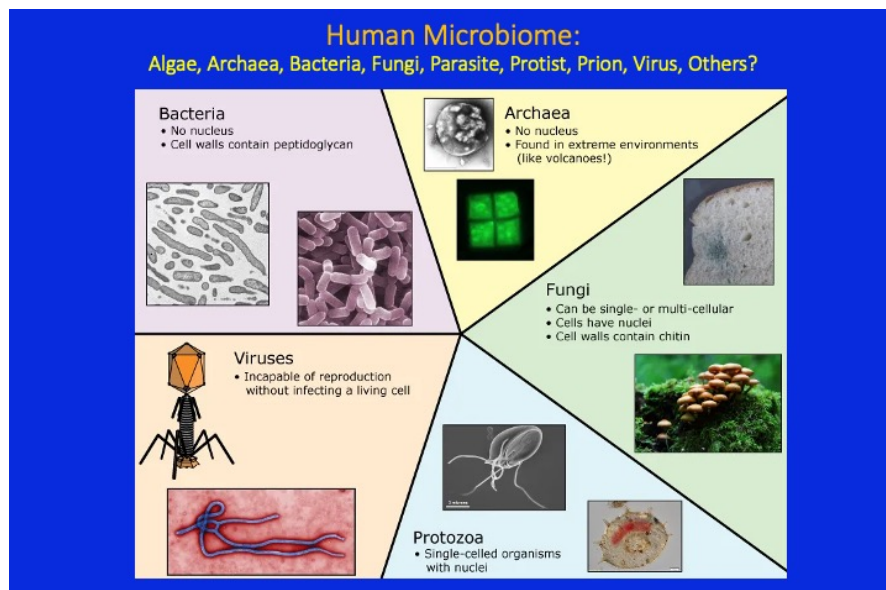 Human Microbiome:
Algae, Archaea, Bacteria, Fungi, Parasite, Protist, Prion, Virus, Others?
Bacteria
• No nucleus
• Cell walls contain peptidoglycan
Archaea
• No nucleus
• Found in extreme environments
(like volcanoes!)
Fungi
• Can be single- or multi-cellular
• Cells have nuclei
• Cell walls contain chitin
Viruses
• Incapable of reproduction
without infecting a living cell
Protozoa
• Single-celled organisms
with nuclei